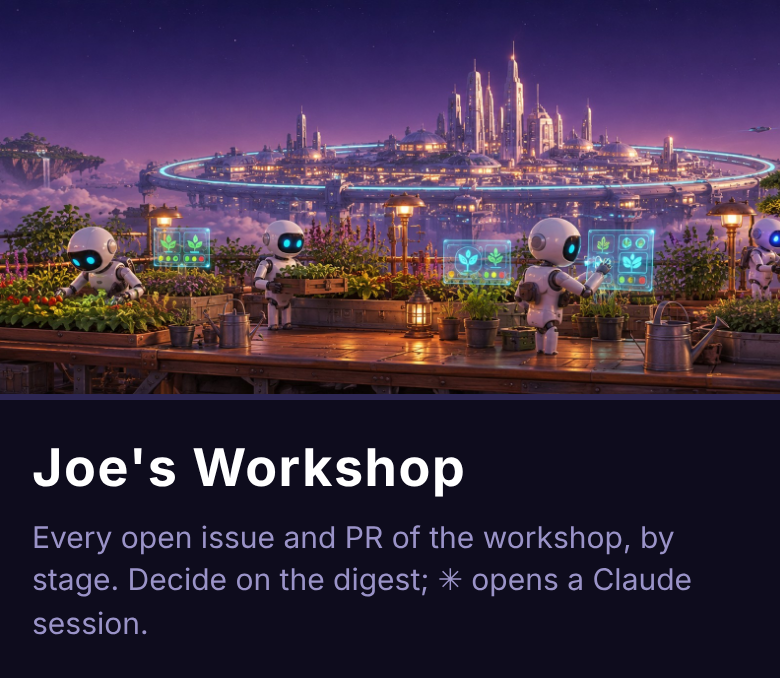 Joe's Workshop
Every open issue and PR of the workshop, by
stage. Decide on the digest; ✳ opens a Claude
session.